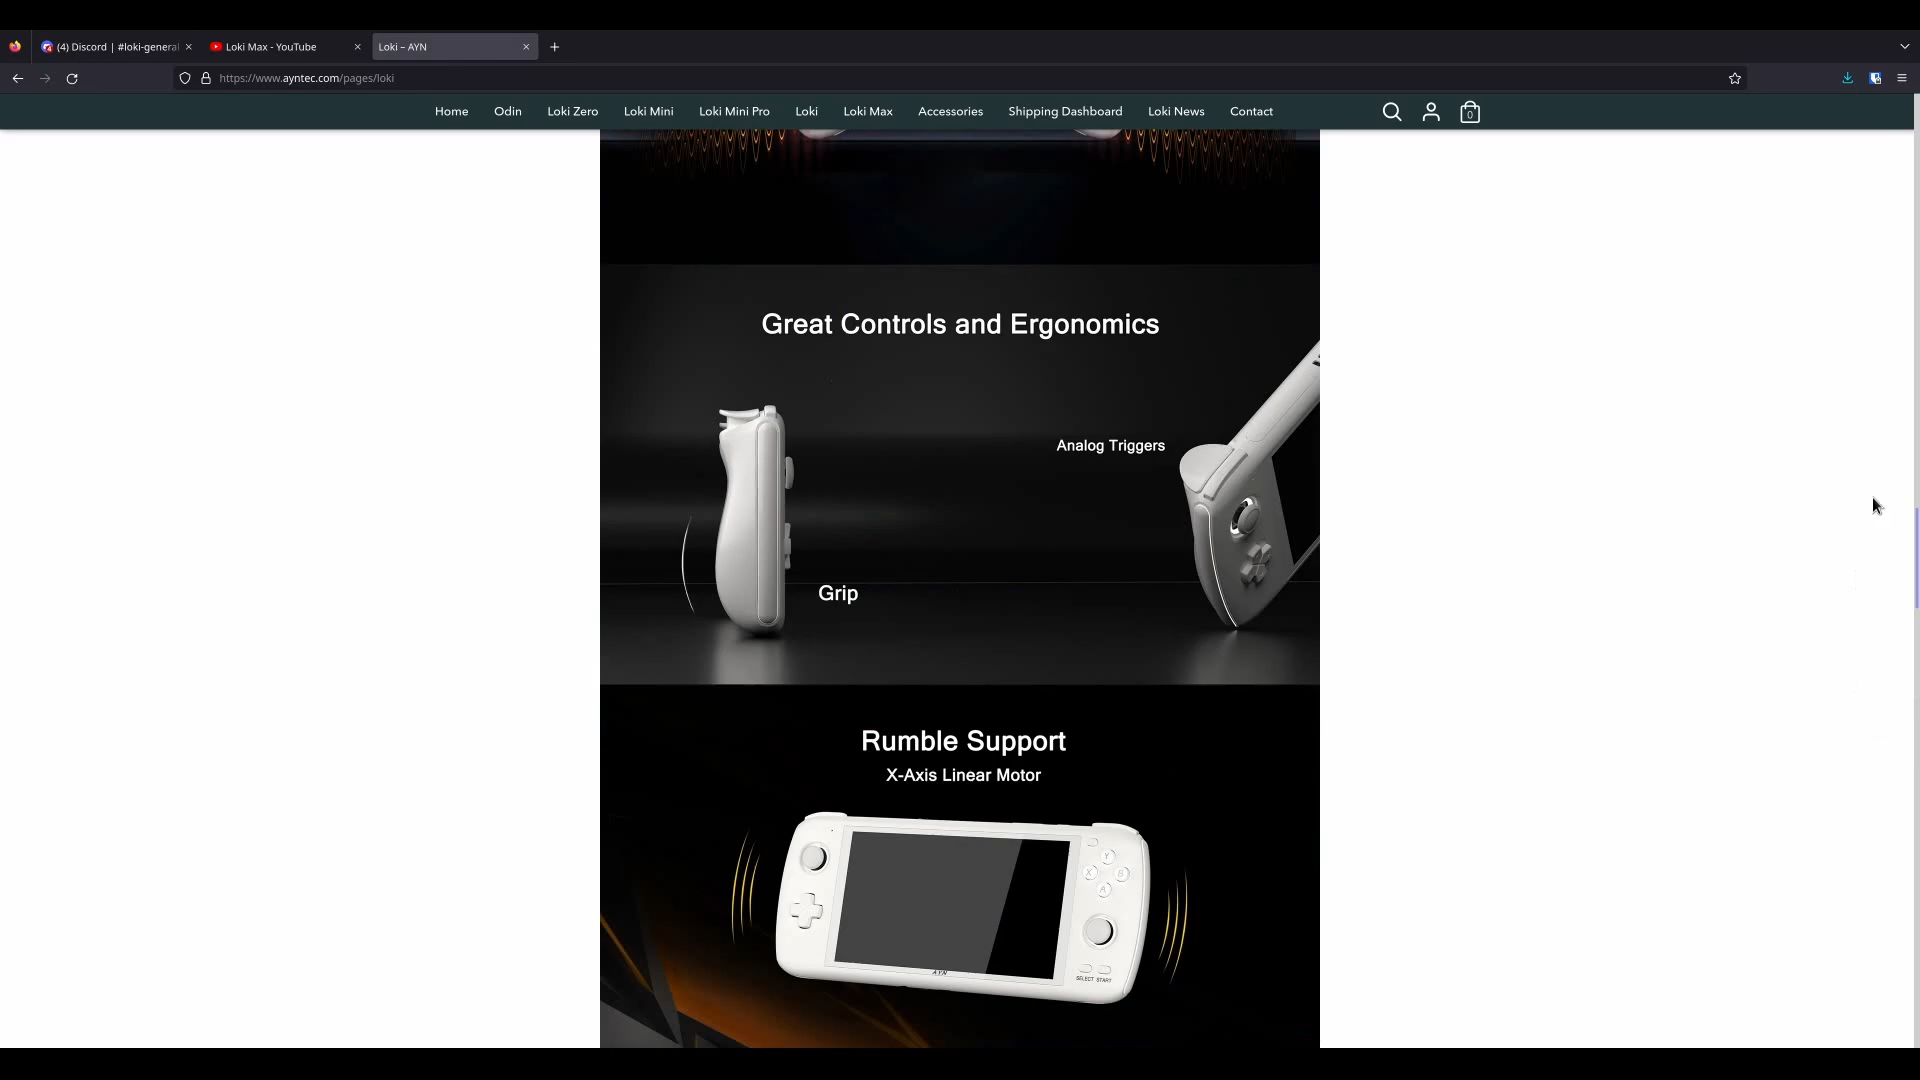 (4) Discord | #loki-general
Loki Max - YouTube
Loki – AYN
https://www.ayntec.com/pages/loki
Home Odin Loki Zero Loki Mini Loki Mini Pro Loki Loki Max Accessories Shipping Dashboard Loki News Contact
0
Great Controls and Ergonomics
Analog Triggers
Grip
Rumble Support
X-Axis Linear Motor
Y
X B
A
SELECT START
AYN